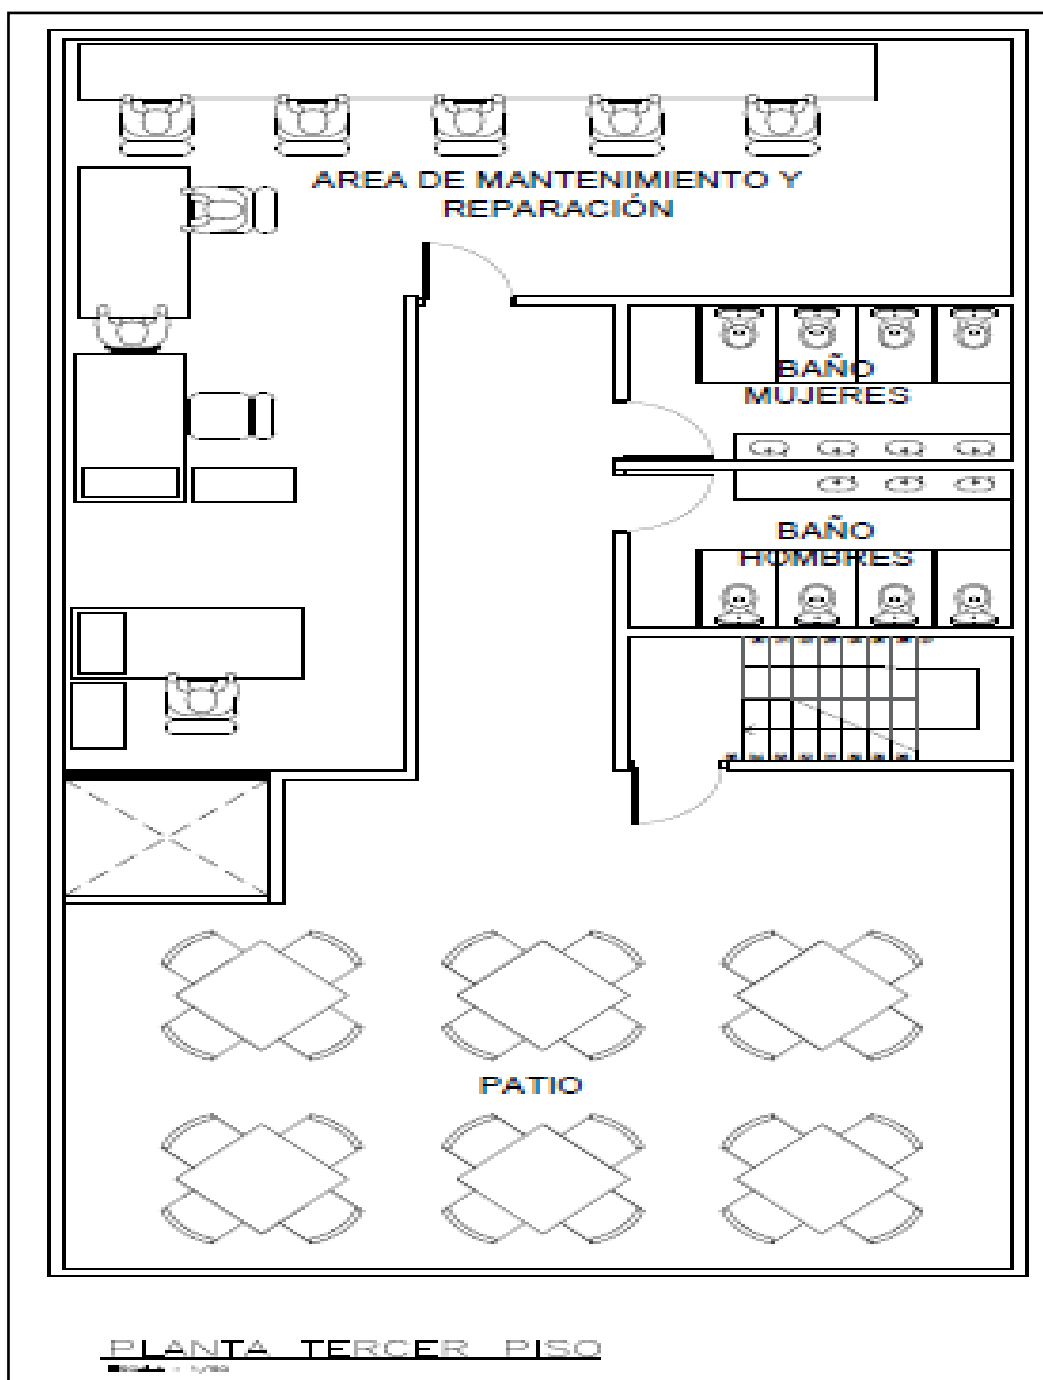 AREA DE MANTENIMIENTO Y
REPARACIÓN
BAÑO
MUJERES
BAÑO
HOMBRES
PATIO
PLANTA TERCER PISO